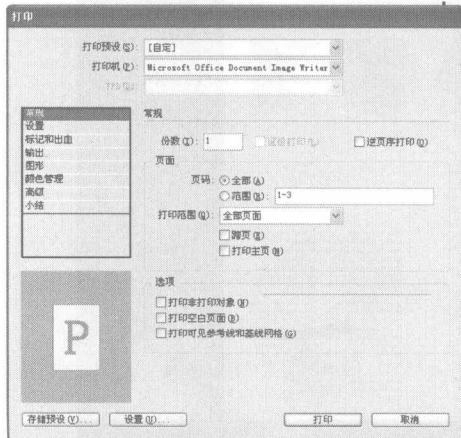 打印
打印预设(S): [自定]
打印机(P): Microsoft Office Document Image Writer
PPD(D):
常规
设置
标记和出血
输出
图形
颜色管理
高级
小结
常规
份数(I): 1 逐份打印(L) 逆页序打印(O)
页面
页码: 全部(A)
范围(R): 1-3
打印范围(Q): 全部页面
跨页(E)
打印主页(M)
选项
打印非打印对象(N)
打印空白页面(B)
打印可见参考线和基线网格(G)
P
存储预设(V)... 设置(U)... 打印 取消